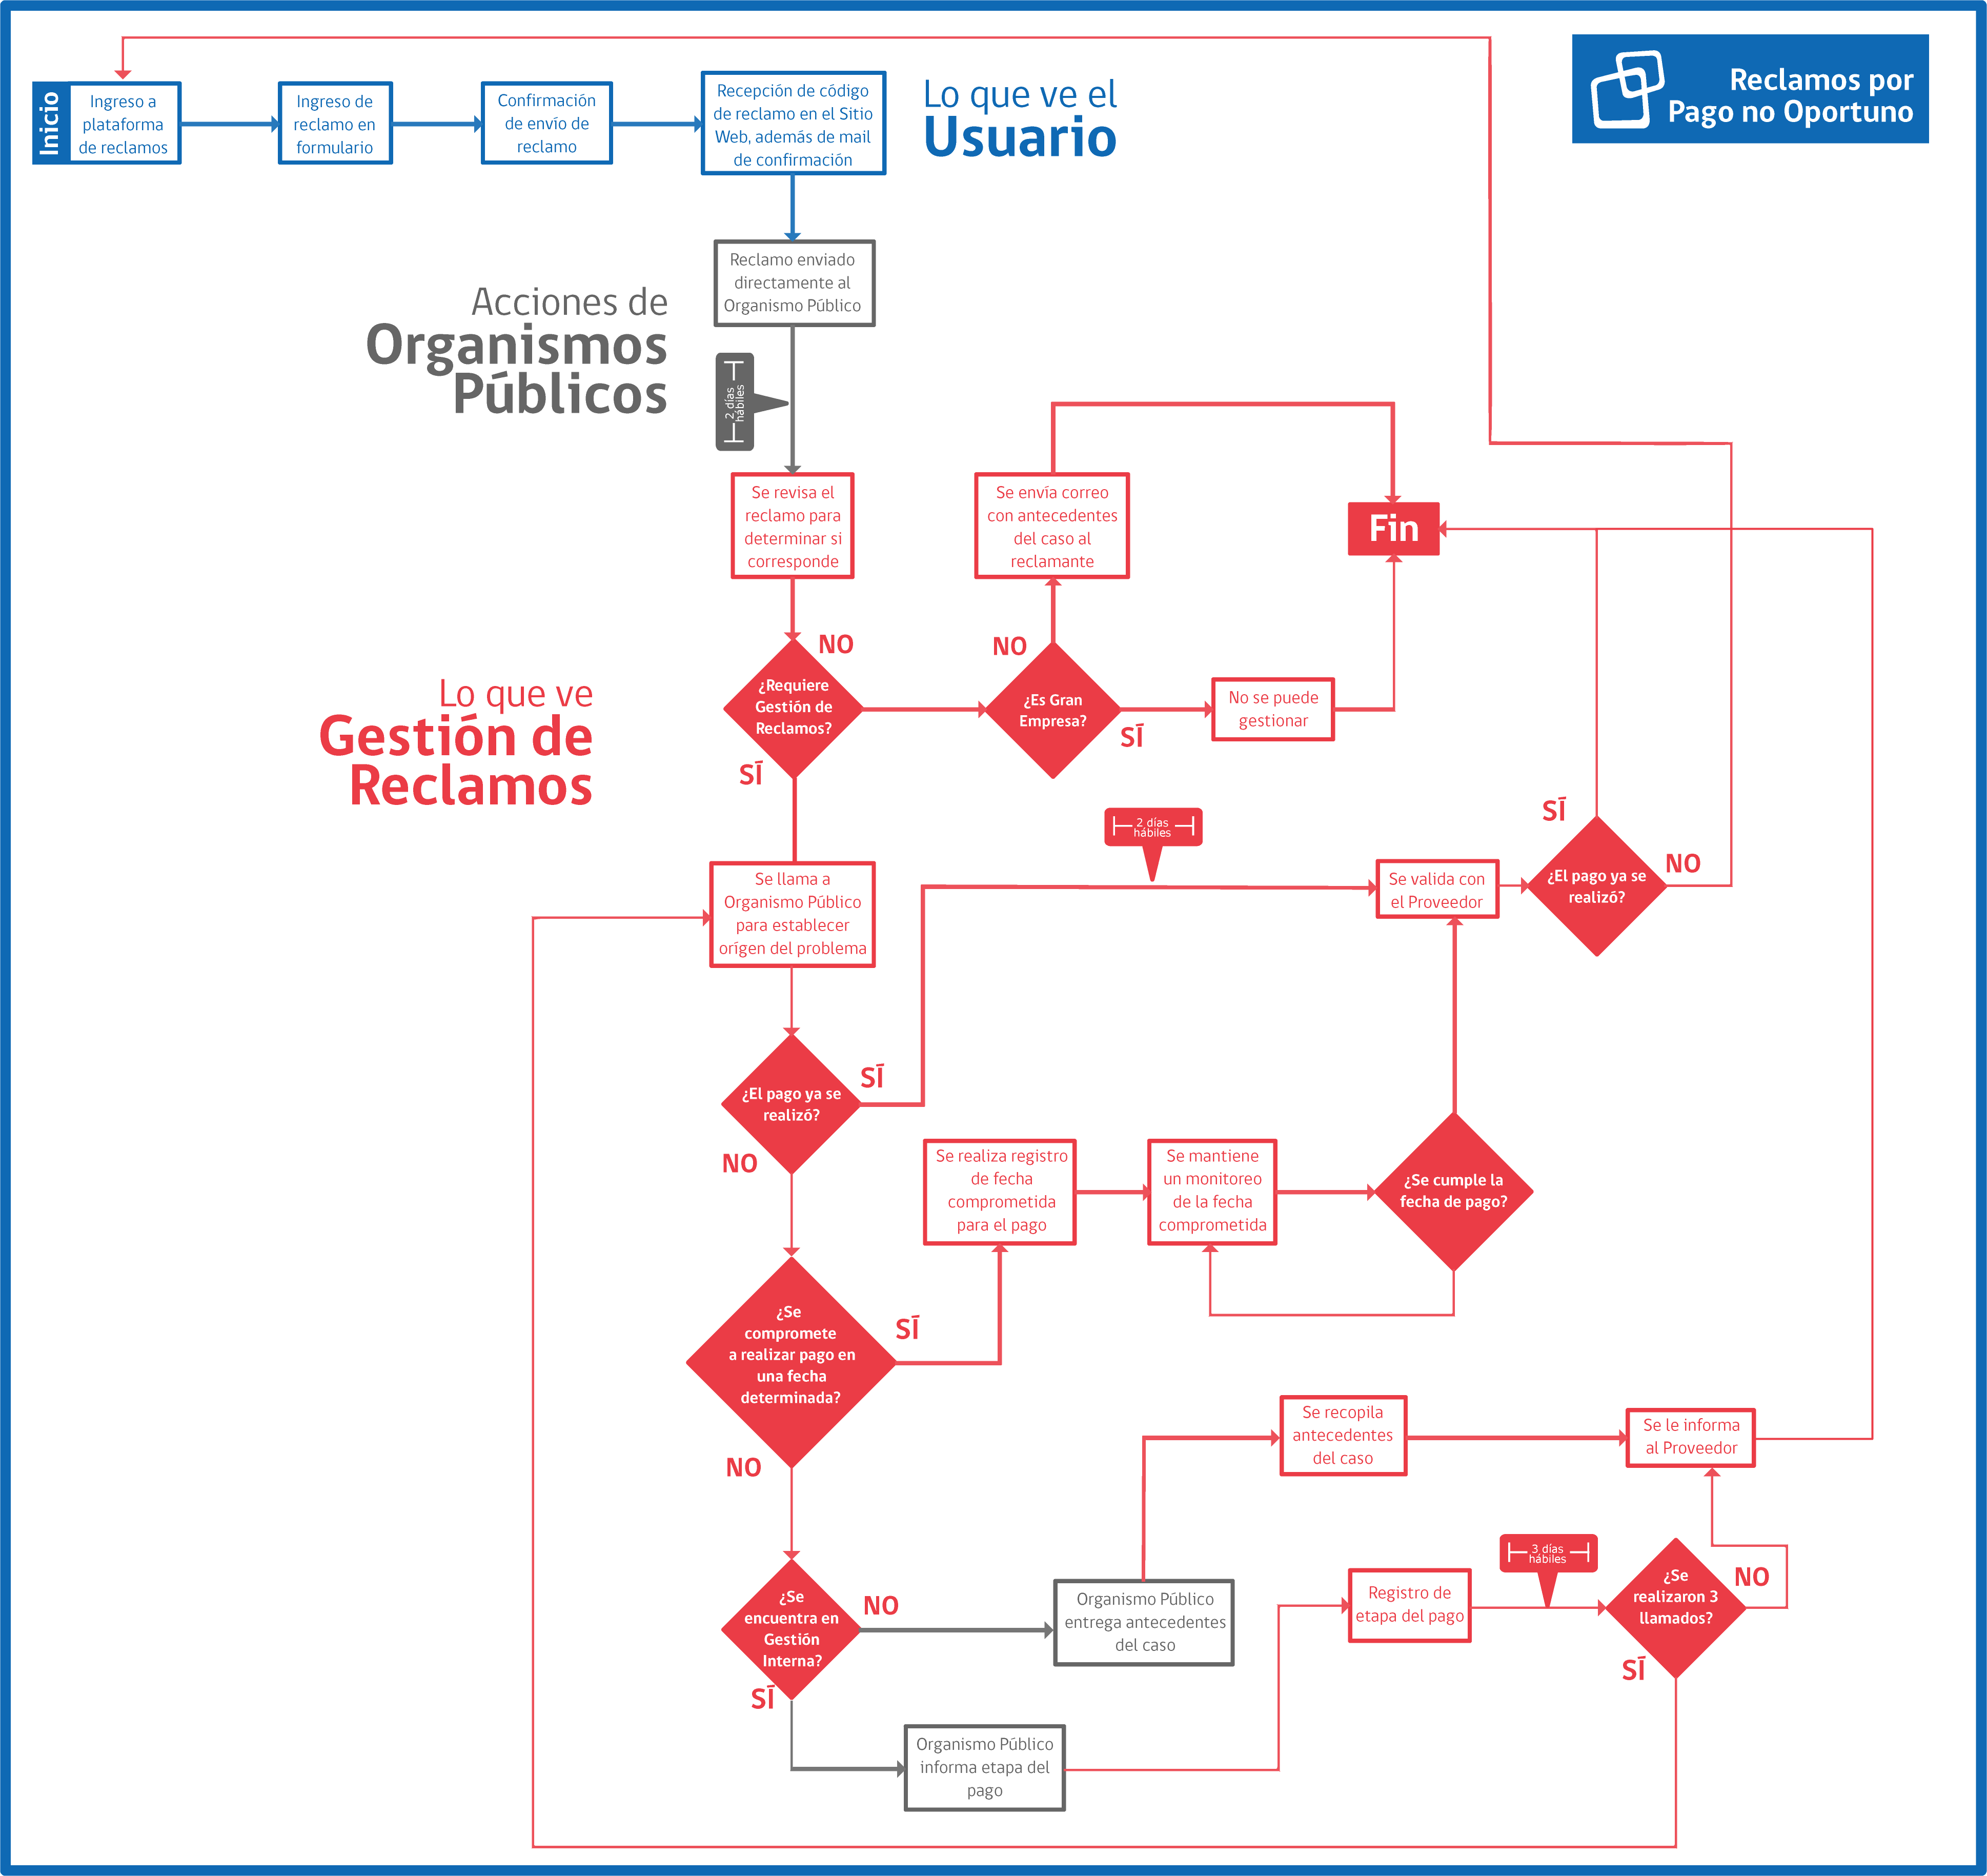 Reclamos por
Pago no Oportuno
Inicio
Ingreso a
plataforma
de reclamos
Ingreso de
reclamo en
formulario
Confirmación
de envío de
reclamo
Recepción de código
de reclamo en el Sitio
Web, además de mail
de confirmación
Lo que ve el
Usuario
Reclamo enviado
directamente al
Organismo Público
Acciones de
Organismos
Públicos
2 días
hábiles
Se revisa el
reclamo para
determinar si
corresponde
Se envía correo
con antecedentes
del caso al
reclamante
Fin
NO
¿Requiere
Gestión de
Reclamos?
SÍ
NO
¿Es Gran
Empresa?
SÍ
No se puede
gestionar
Lo que ve
Gestión de
Reclamos
2 días
hábiles
Se llama a
Organismo Público
para establecer
orígen del problema
Se valida con
el Proveedor
SÍ
¿El pago ya se
realizó?
NO
¿El pago ya se
realizó?
SÍ
NO
Se realiza registro
de fecha
comprometida
para el pago
Se mantiene
un monitoreo
de la fecha
comprometida
¿Se cumple la
fecha de pago?
¿Se
compromete
a realizar pago en
una fecha
determinada?
SÍ
NO
Se recopila
antecedentes
del caso
Se le informa
al Proveedor
¿Se
encuentra en
Gestión
Interna?
NO
SÍ
Organismo Público
entrega antecedentes
del caso
Registro de
etapa del pago
3 días
hábiles
¿Se
realizaron 3
llamados?
NO
SÍ
Organismo Público
informa etapa del
pago